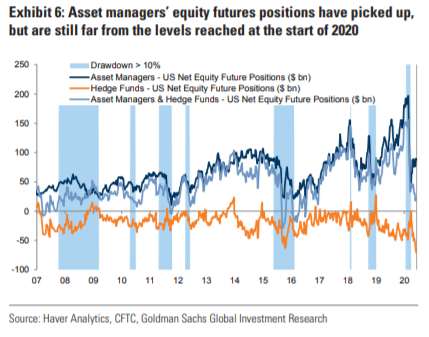 Exhibit 6: Asset managers' equity futures positions have picked up,
but are still far from the levels reached at the start of 2020
250
200
150
100
50
0
-50
-100
Drawdown > 10%
Asset Managers - US Net Equity Future Positions ($ bn)
Hedge Funds - US Net Equity Future Positions ($ bn)
Asset Managers & Hedge Funds - US Net Equity Future Positions ($ bn)
07 08 09 10 11 12 13 14 15 16 17 18 19 20
Source: Haver Analytics, CFTC, Goldman Sachs Global Investment Research